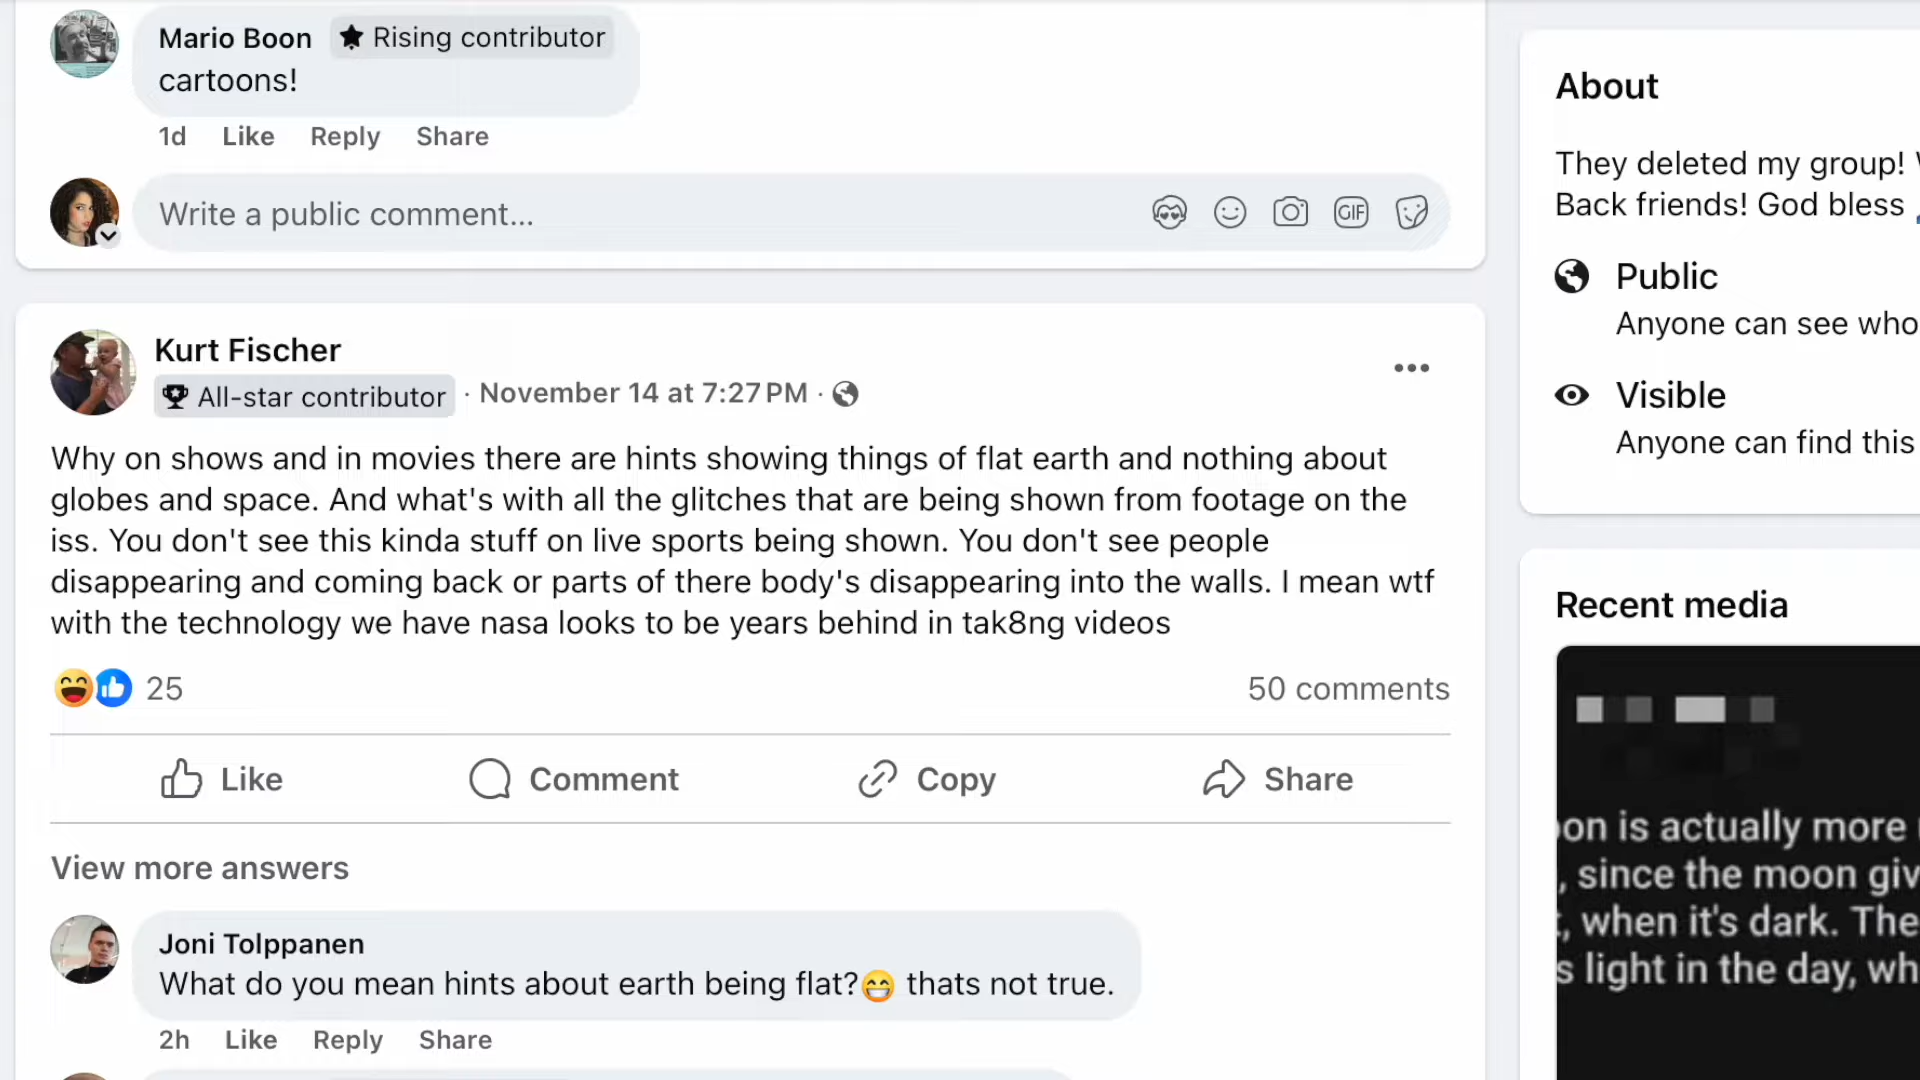 Mario Boon Rising contributor
cartoons!
1d Like Reply Share
Write a public comment...
GIF
Kurt Fischer
All-star contributor · November 14 at 7:27 PM ·
Why on shows and in movies there are hints showing things of flat earth and nothing about
globes and space. And what's with all the glitches that are being shown from footage on the
iss. You don't see this kinda stuff on live sports being shown. You don't see people
disappearing and coming back or parts of there body's disappearing into the walls. I mean wtf
with the technology we have nasa looks to be years behind in tak8ng videos
25
50 comments
Like Comment Copy Share
View more answers
Joni Tolppanen
What do you mean hints about earth being flat?😁 thats not true.
2h Like Reply Share
About
They deleted my group!
Back friends! God bless
Public
Anyone can see who
Visible
Anyone can find this
Recent media
on is actually more
, since the moon giv
, when it's dark. The
s light in the day, wh